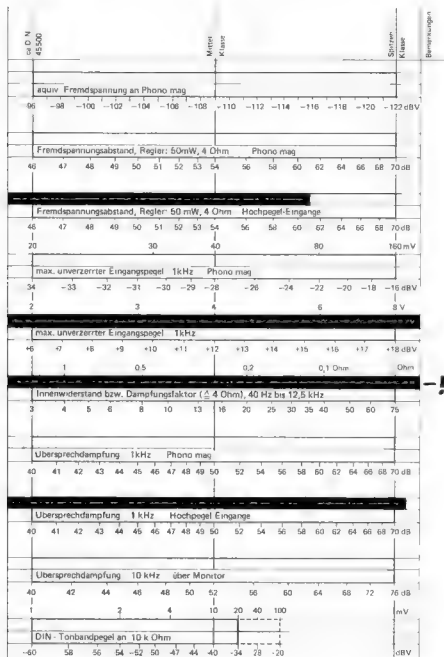 ca D I N
45500
Mittel
Klasse
Spitzen
Klasse
Bemerkungen
equiv Fremdspannung an Phono mag
96 -98 -100 -102 -104 -106 -108 -110 -112 -114 -116 -118 -120 -122 dBV
Fremdspannungsabstand, Regler: 50mW, 4 Ohm Phono mag
46 47 48 49 50 51 52 53 54 56 58 60 62 64 66 68 70 dB
Fremdspannungsabstand, Regler 50 mW, 4 Ohm Hochpegel-Eingange
46 47 48 49 50 51 52 53 54 56 58 60 62 64 66 68 70 dB
20 30 40 80 160 mV
max. unverzerrter Eingangspegel 1kHz Phono mag
34 -33 -32 -31 -30 -29 -28 -26 -24 -22 -20 -18 -16 dBV
2 3 4 6 8 V
max. unverzerrter Eingangspegel 1kHz
+6 +7 +8 +9 +10 +11 +12 +13 +14 +15 +16 +17 +18 dBV
1 0,5 0,2 0,1 Ohm Ohm
Innenwiderstand bzw. Dampfungsfaktor (≙ 4 Ohm), 40 Hz bis 12,5 kHz
3 4 5 6 8 10 13 16 20 25 30 40 50 60 75
Ubersprechdampfung 1kHz Phono mag
40 41 42 43 44 45 46 47 48 49 50 52 54 56 58 60 62 64 66 68 70 dB
Ubersprechdampfung 1 kHz Hochpegel Eingange
40 41 42 43 44 45 46 47 48 49 50 52 54 56 58 60 62 64 66 68 70 dB
Ubersprechdampfung 10 kHz über Monitor
40 42 44 46 48 50 52 56 60 64 68 72 76 dB
1 2 4 10 20 40 100 mV
DIN - Tonbandpegel an 10 k Ohm
-60 58 56 54 -52 50 -47 44 -40 -34 28 -20 dBV